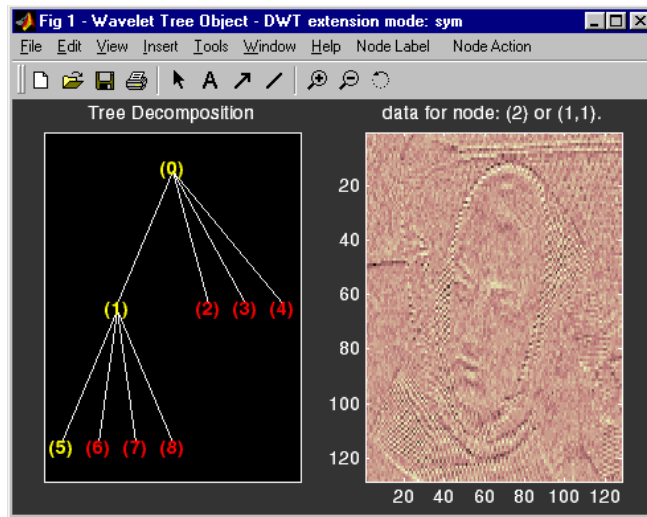 Fig 1 - Wavelet Tree Object - DWT extension mode: sym
File Edit View Insert Tools Window Help Node Label Node Action
A
Tree Decomposition
data for node: (2) or (1,1).
(0)
(1) (2) (3) (4)
(5) (6) (7) (8)
20
40
60
80
100
120
20 40 60 80 100 120